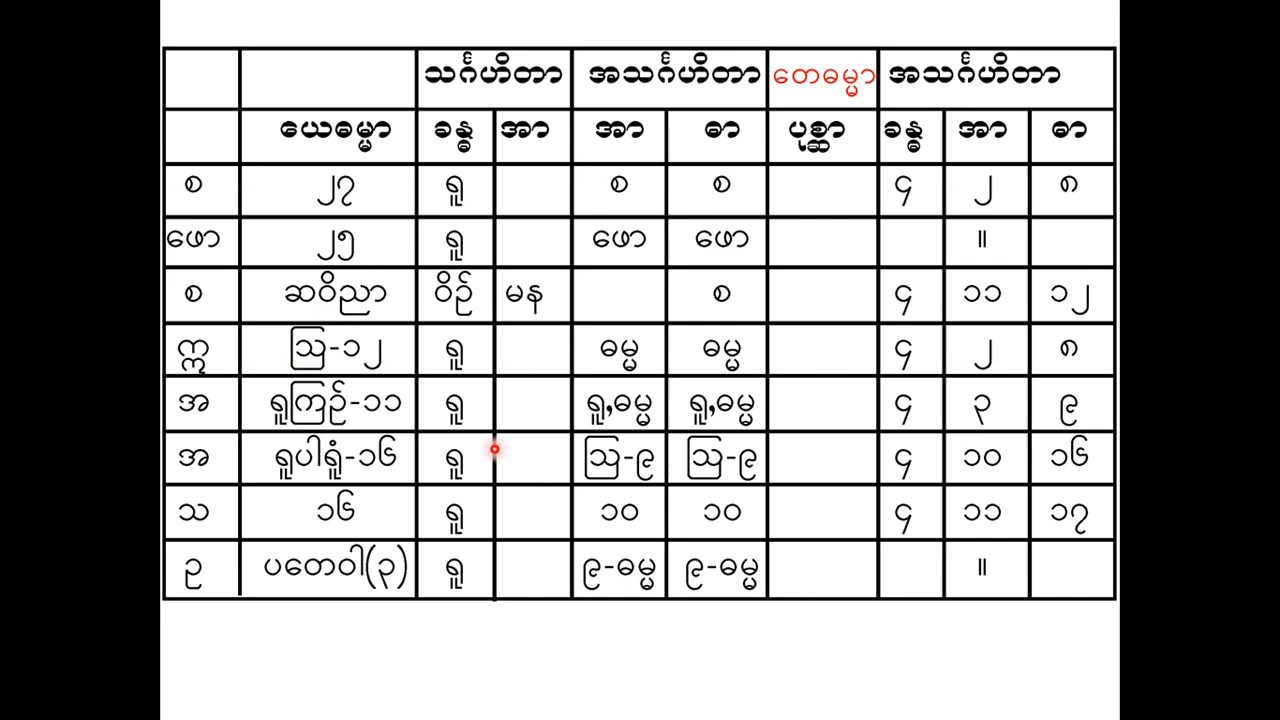 သင်္ဂဟိတာ အသင်္ဂဟိတာ တေဓမ္မာ အသင်္ဂဟိတာ
ယေဓမ္မာ ခန္ဓ အာ အာ ဓာ ပုစ္ဆာ ခန္ဓ အာ ဓာ
စ ၂၇ ရူ စ စ ၄ ၂ ၈
ဖော ၂၅ ရူ ဖော ဖော ॥
စ ဆဝိညာ ဝိဉ် မန စ ၄ ၁၁ ၁၂
ဣ ဩ-၁၂ ရူ ဓမ္မ ဓမ္မ ၄ ၂ ၈
အ ရူကြဉ်-၁၁ ရူ ရူ,ဓမ္မ ရူ,ဓမ္မ ၄ ၃ ၉
အ ရူပါရုံ-၁၆ ရူ ဩ-၉ ဩ-၉ ၄ ၁၀ ၁၆
သ ၁၆ ရူ ၁၀ ၁၀ ၄ ၁၁ ၁၇
ဥ ပတေဝါ(၃) ရူ ၉-ဓမ္မ ၉-ဓမ္မ ॥